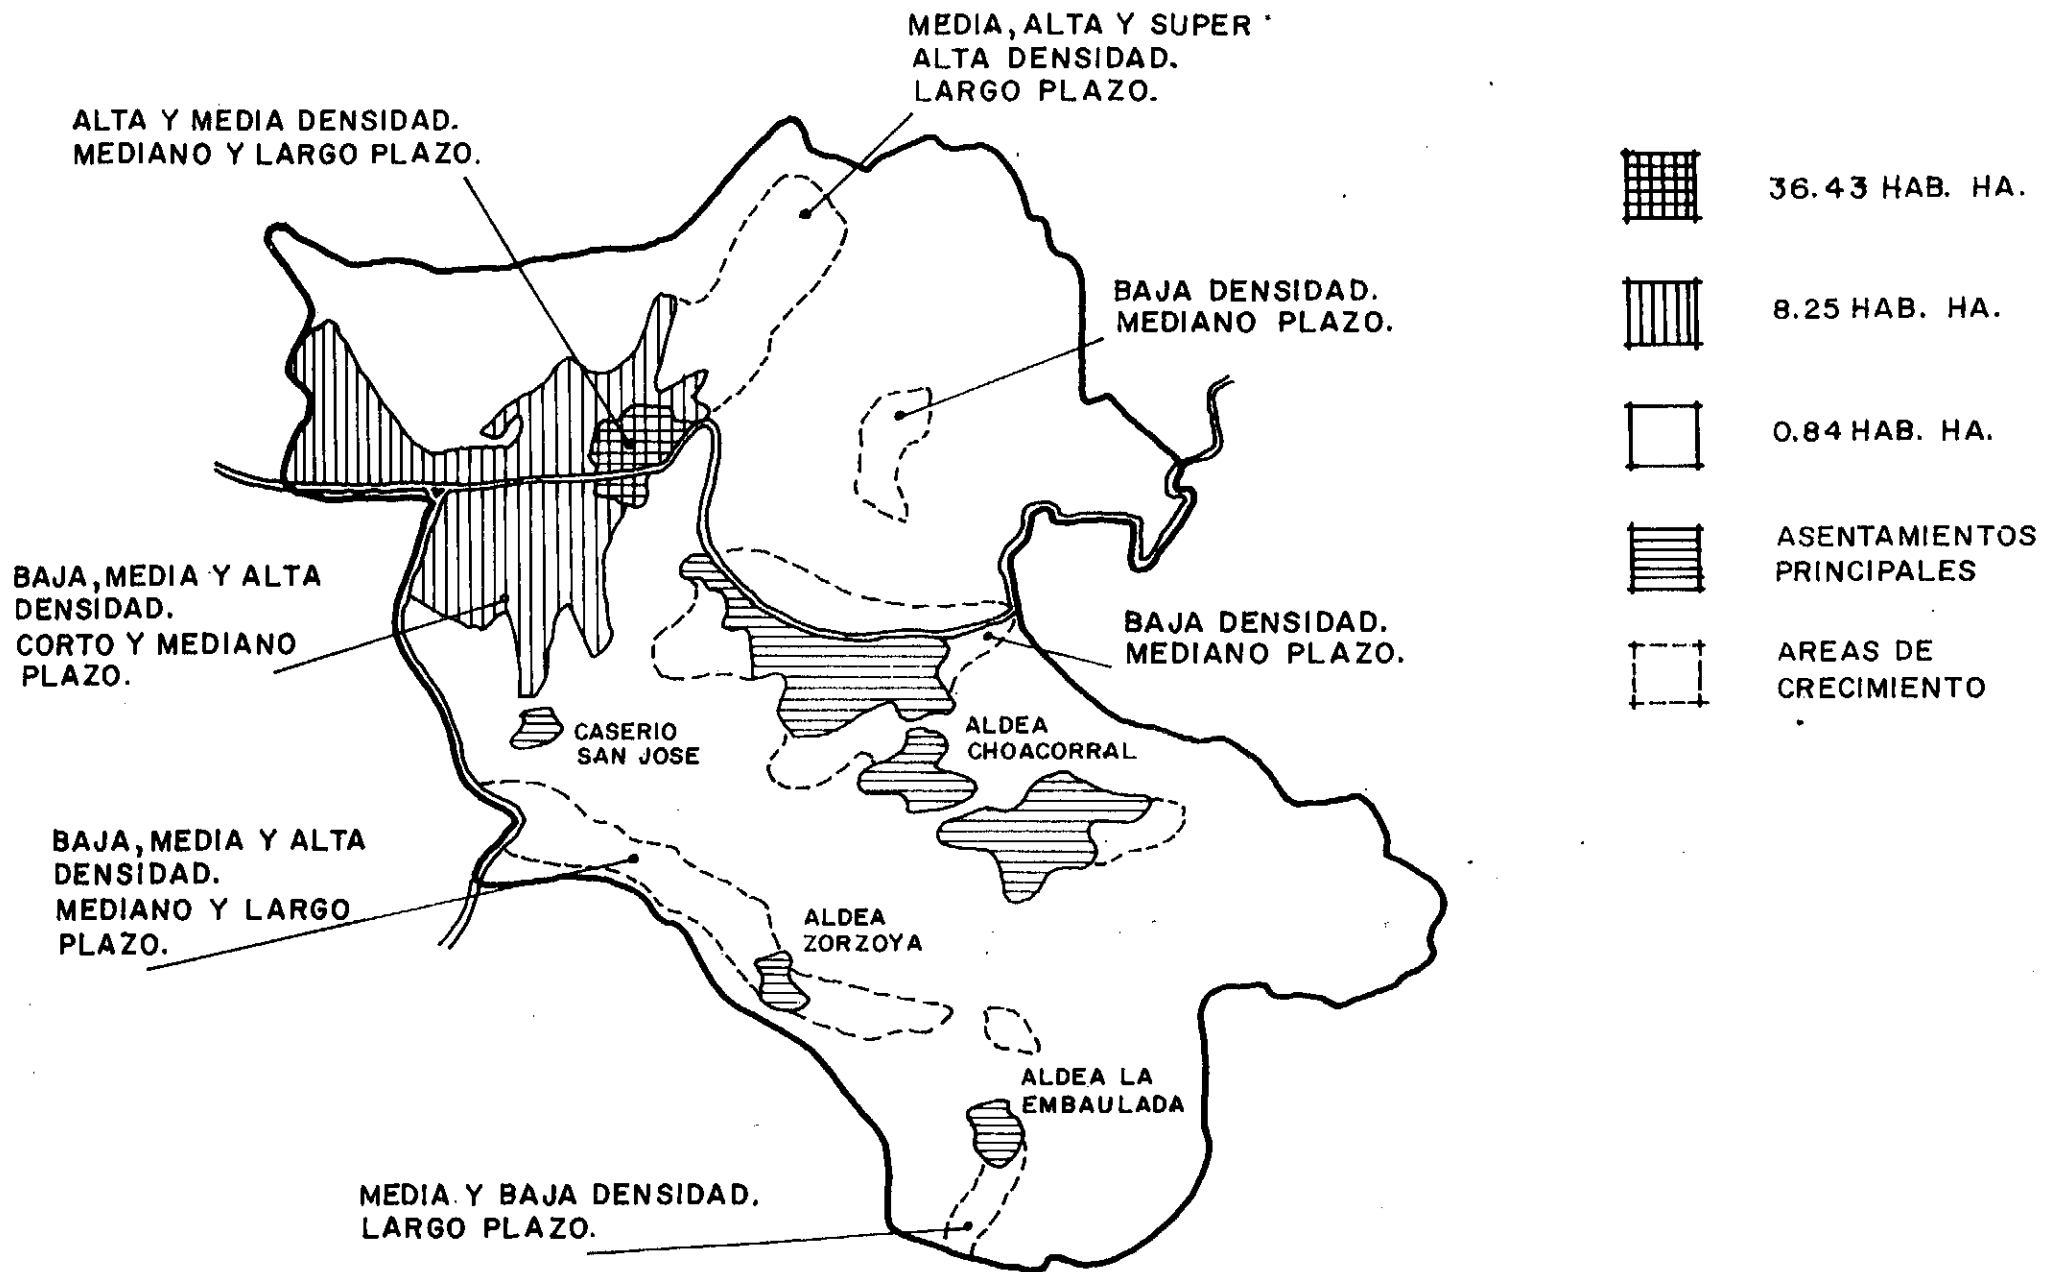 MEDIA, ALTA Y SUPER
ALTA DENSIDAD.
LARGO PLAZO.
ALTA Y MEDIA DENSIDAD.
MEDIANO Y LARGO PLAZO.
36.43 HAB. HA.
BAJA DENSIDAD.
MEDIANO PLAZO.
8.25 HAB. HA.
0.84 HAB. HA.
ASENTAMIENTOS
PRINCIPALES
BAJA, MEDIA Y ALTA
DENSIDAD.
CORTO Y MEDIANO
PLAZO.
BAJA DENSIDAD.
MEDIANO PLAZO.
AREAS DE
CRECIMIENTO
CASERIO
SAN JOSE
ALDEA
CHOACORRAL
BAJA, MEDIA Y ALTA
DENSIDAD.
MEDIANO Y LARGO
PLAZO.
ALDEA
ZORZOYA
ALDEA LA
EMBAULADA
MEDIA Y BAJA DENSIDAD.
LARGO PLAZO.